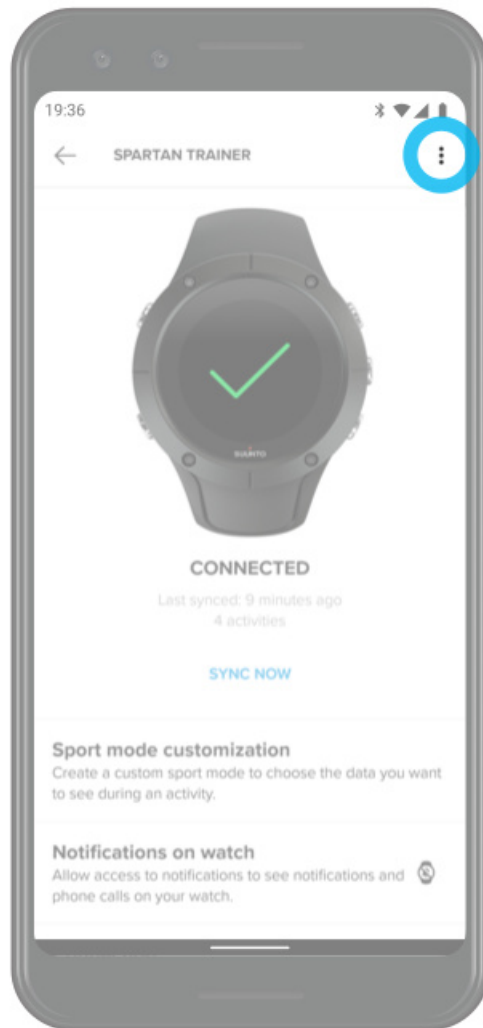 19:36
SPARTAN TRAINER
SUUNTO
CONNECTED
Last synced: 9 minutes ago
4 activities
SYNC NOW
Sport mode customization
Create a custom sport mode to choose the data you want
to see during an activity.
Notifications on watch
Allow access to notifications to see notifications and
phone calls on your watch.